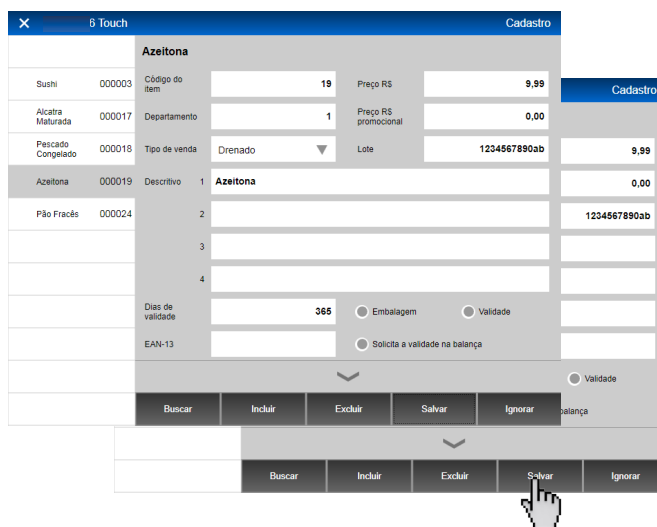 6 Touch Cadastro
Azeitona
Sushi 000003 Código do item 19 Preço R$ 9,99
Alcatra Maturada 000017 Departamento 1 Preço R$ promocional 0,00
Pescado Congelado 000018 Tipo de venda Drenado Lote 1234567890ab
Azeitona 000019 Descritivo 1 Azeitona
Pão Fracês 000024 2
3
4
Dias de validade 365 Embalagem Validade
EAN-13 Solicita a validade na balança
Buscar Incluir Excluir Salvar Ignorar
Cadastro
9,99
0,00
1234567890ab
Validade
balança
Buscar Incluir Excluir Salvar Ignorar